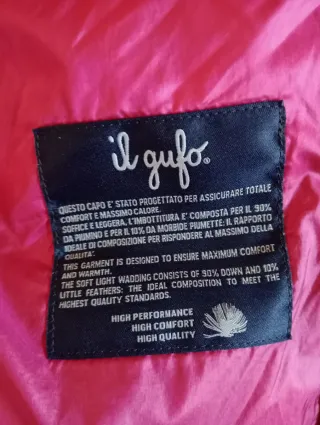 il gufo®
QUESTO CAPO E' STATO PROGETTATO PER ASSICURARE TOTALE
COMFORT E MASSIMO CALORE.
SOFFICE E LEGGERA, L'IMBOTTITURA E' COMPOSTA PER IL 90%
DA PIUMINO E PER IL 10% DA MORBIDE PIUMETTE: IL RAPPORTO
IDEALE DI COMPOSIZIONE PER RISPONDERE AL MASSIMO DELLA
QUALITA'.
THIS GARMENT IS DESIGNED TO ENSURE MAXIMUM COMFORT
AND WARMTH.
THE SOFT LIGHT WADDING CONSISTS OF 90% DOWN AND 10%
LITTLE FEATHERS: THE IDEAL COMPOSITION TO MEET THE
HIGHEST QUALITY STANDARDS.
HIGH PERFORMANCE
HIGH COMFORT
HIGH QUALITY